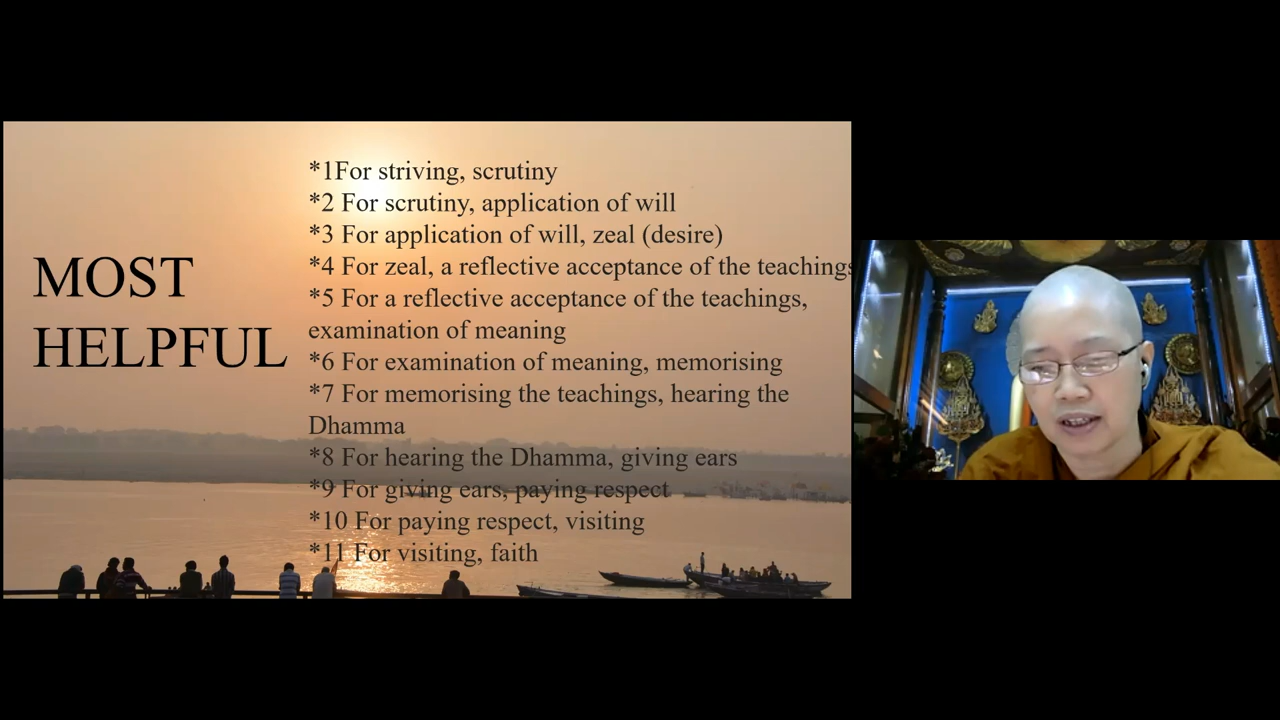 MOST
HELPFUL
*1For striving, scrutiny
*2 For scrutiny, application of will
*3 For application of will, zeal (desire)
*4 For zeal, a reflective acceptance of the teachings
*5 For a reflective acceptance of the teachings,
examination of meaning
*6 For examination of meaning, memorising
*7 For memorising the teachings, hearing the
Dhamma
*8 For hearing the Dhamma, giving ears
*9 For giving ears, paying respect
*10 For paying respect, visiting
*11 For visiting, faith